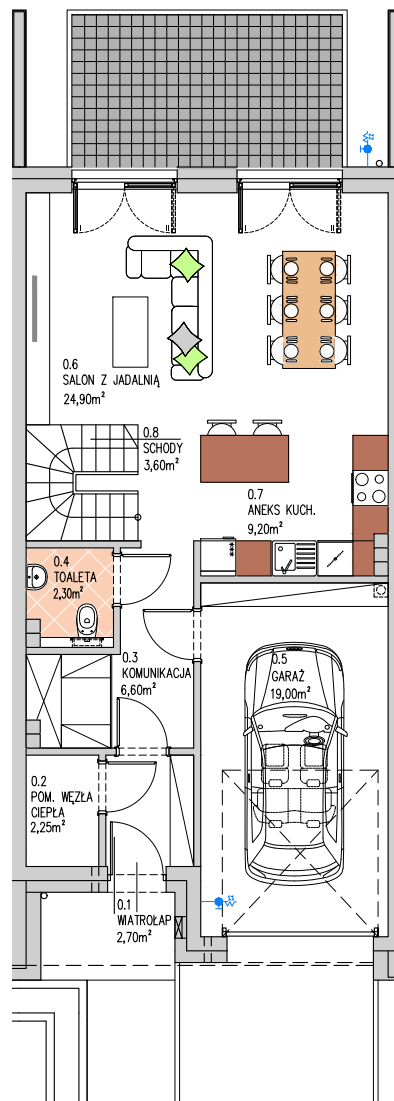 0.6
SALON Z JADALNIĄ
24,90m²
0.8
SCHODY
3,60m²
0.7
ANEKS KUCH.
9,20m²
0.4
TOALETA
2,30m²
0.3
KOMUNIKACJA
6,60m²
0.5
GARAŻ
19,00m²
0.2
POM. WĘZŁA
CIEPŁA
2,25m²
0.1
WIATROŁAP
2,70m²